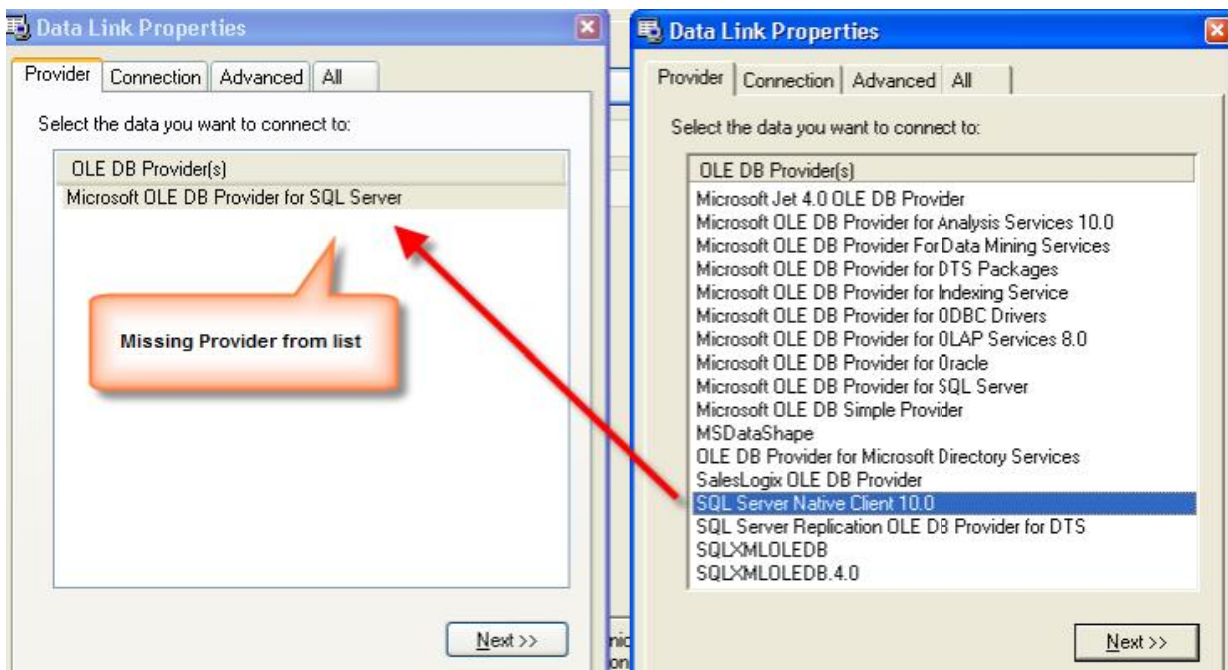 Data Link Properties
Provider Connection Advanced All
Select the data you want to connect to:
OLE DB Provider(s)
Microsoft OLE DB Provider for SQL Server
Missing Provider from list
Next >>
Data Link Properties
Provider Connection Advanced All
Select the data you want to connect to:
OLE DB Provider(s)
Microsoft Jet 4.0 OLE DB Provider
Microsoft OLE DB Provider for Analysis Services 10.0
Microsoft OLE DB Provider For Data Mining Services
Microsoft OLE DB Provider for DTS Packages
Microsoft OLE DB Provider for Indexing Service
Microsoft OLE DB Provider for ODBC Drivers
Microsoft OLE DB Provider for OLAP Services 8.0
Microsoft OLE DB Provider for Oracle
Microsoft OLE DB Provider for SQL Server
Microsoft OLE DB Simple Provider
MSDataShape
OLE DB Provider for Microsoft Directory Services
SalesLogix OLE DB Provider
SQL Server Native Client 10.0
SQL Server Replication OLE DB Provider for DTS
SQLXMLOLEDB
SQLXMLOLEDB.4.0
Next >>